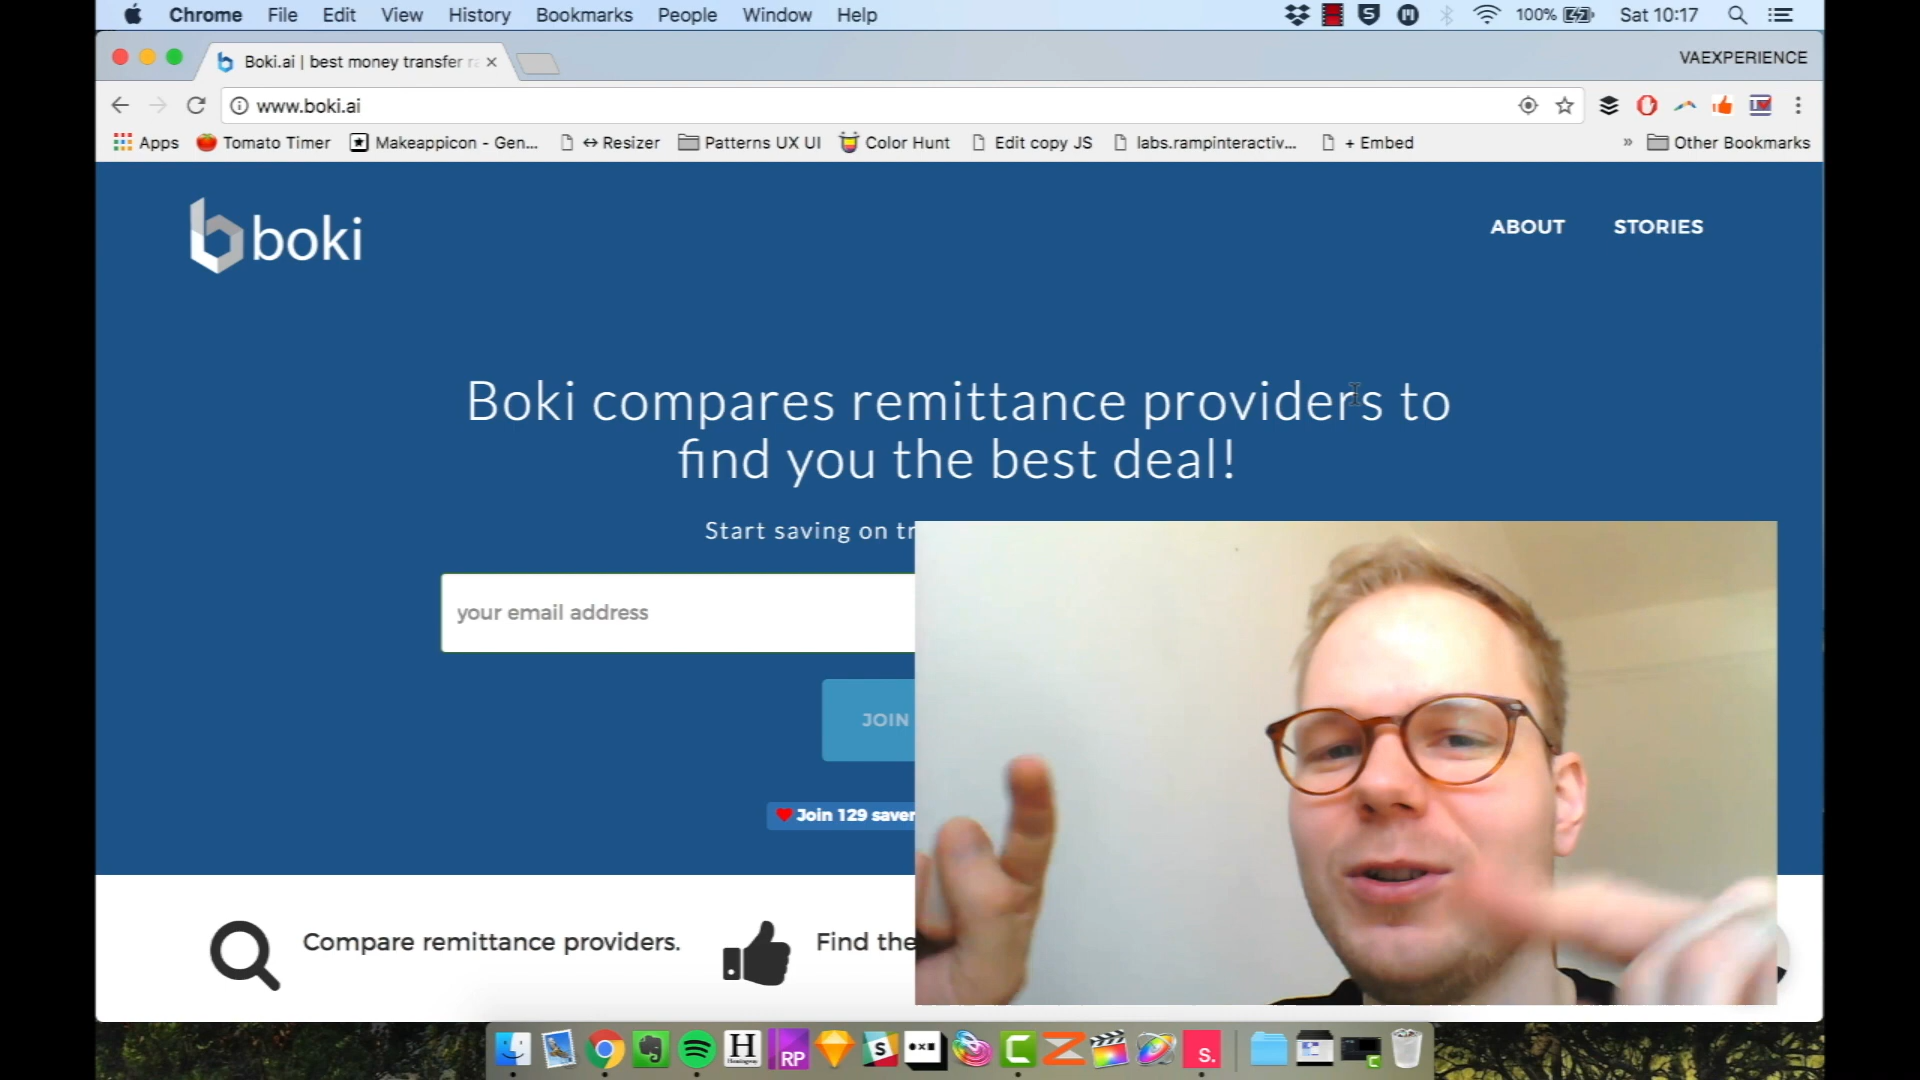 Chrome File Edit View History Bookmarks People Window Help 100% Sat 10:17
Boki.ai | best money transfer VAEXPERIENCE
www.boki.ai
Apps Tomato Timer Makeappicon - Gen... ↔ Resizer Patterns UX UI Color Hunt Edit copy JS labs.rampinteractiv... + Embed » Other Bookmarks
boki ABOUT STORIES
Boki compares remittance providers to
find you the best deal!
Start saving on
your email address
JOIN
Join 129
Compare remittance providers. Find the
H RP S s.